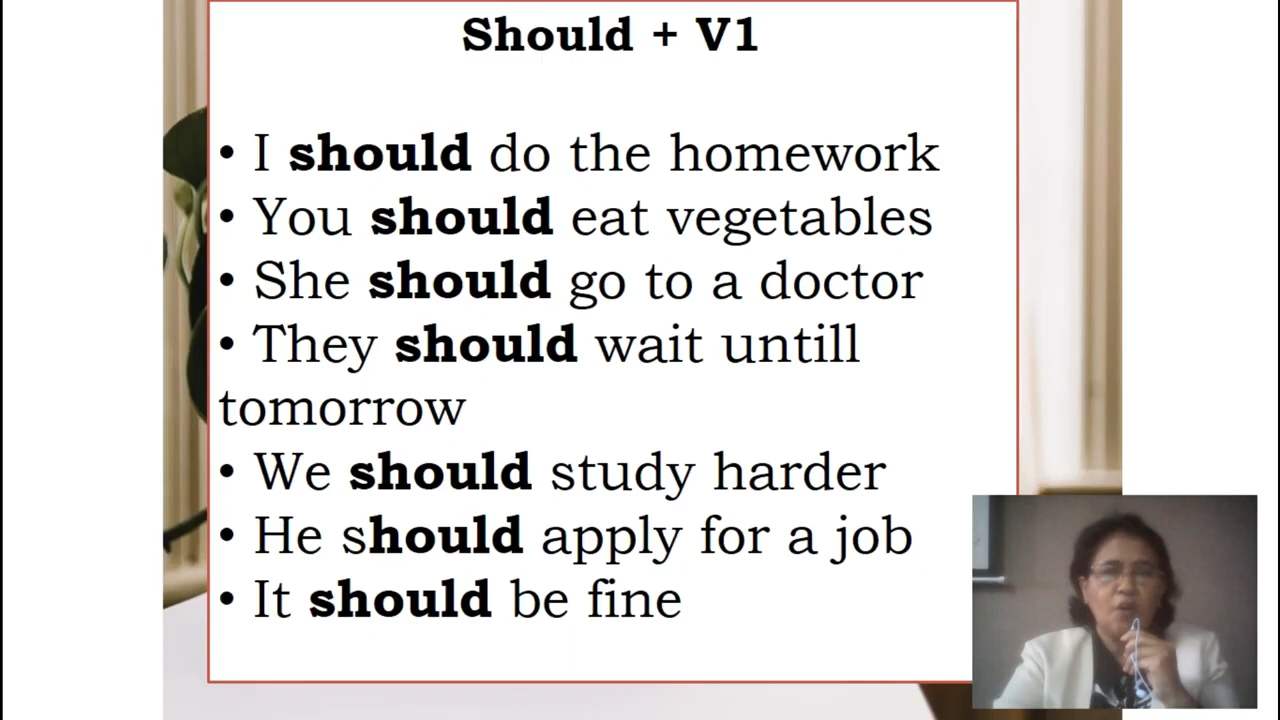 Should + V1
• I should do the homework
• You should eat vegetables
• She should go to a doctor
• They should wait untill
tomorrow
• We should study harder
• He should apply for a job
• It should be fine